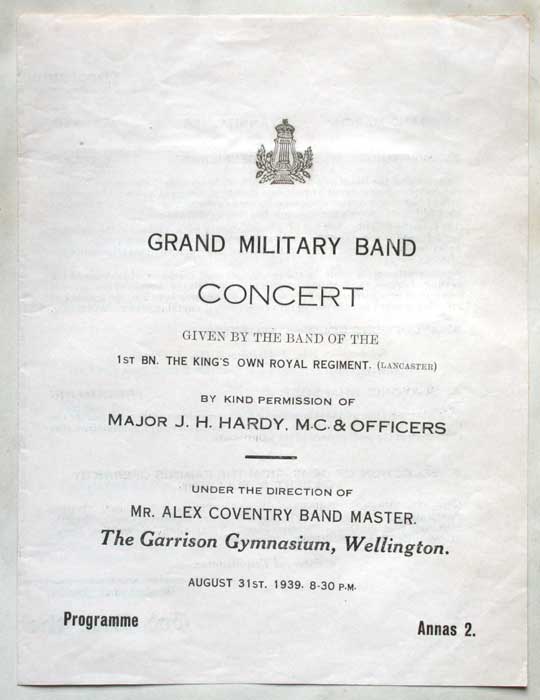 GRAND MILITARY BAND
CONCERT
GIVEN BY THE BAND OF THE
1ST BN. THE KING'S OWN ROYAL REGIMENT. (LANCASTER)
BY KIND PERMISSION OF
MAJOR J. H. HARDY, M.C. & OFFICERS
UNDER THE DIRECTION OF
MR. ALEX COVENTRY BAND MASTER.
The Garrison Gymnasium, Wellington.
AUGUST 31ST. 1939. 8-30 P.M.
Programme
Annas 2.